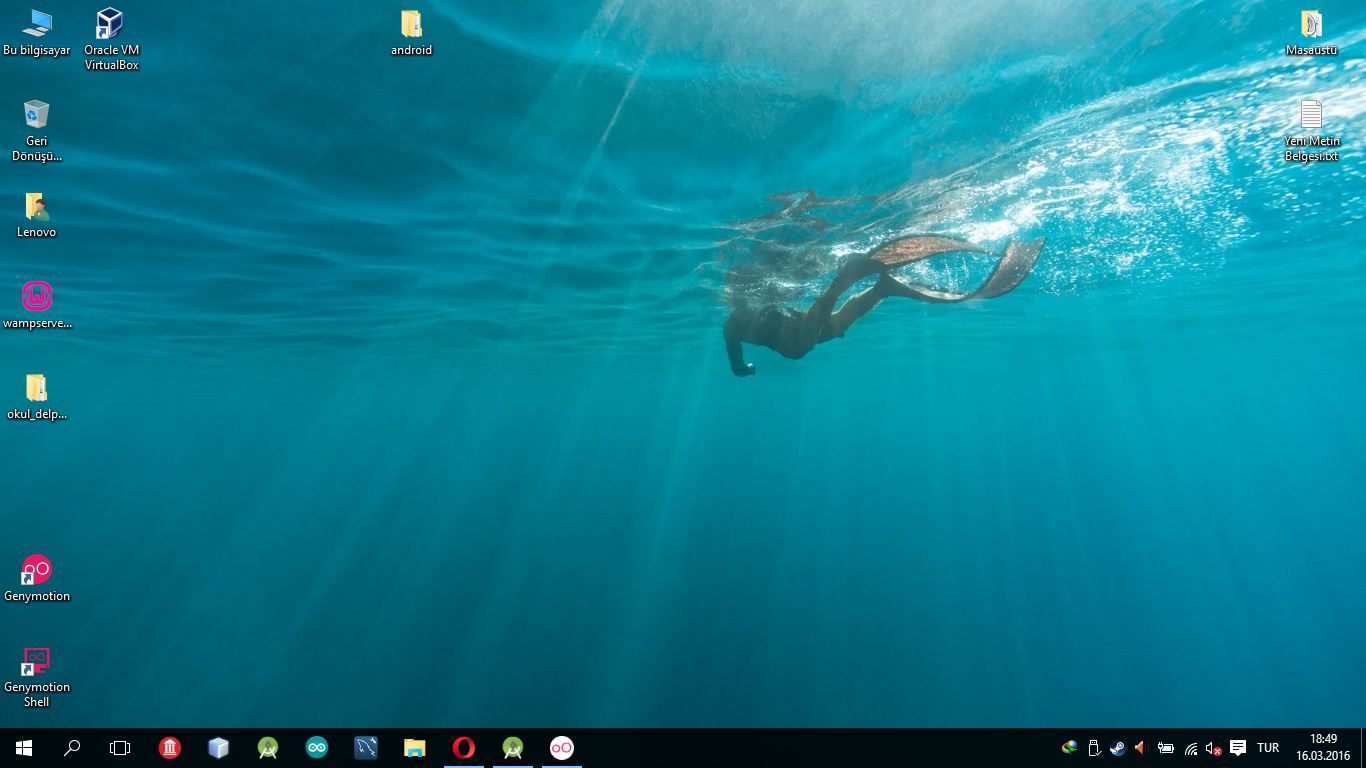 Bu bilgisayar
Oracle VM
VirtualBox
android
Masaüstü
Geri
Dönüşü...
Yeni Metin
Belgesi.txt
Lenovo
wampserve...
okul_delp...
Genymotion
Genymotion
Shell
TUR
18:49
16.03.2016